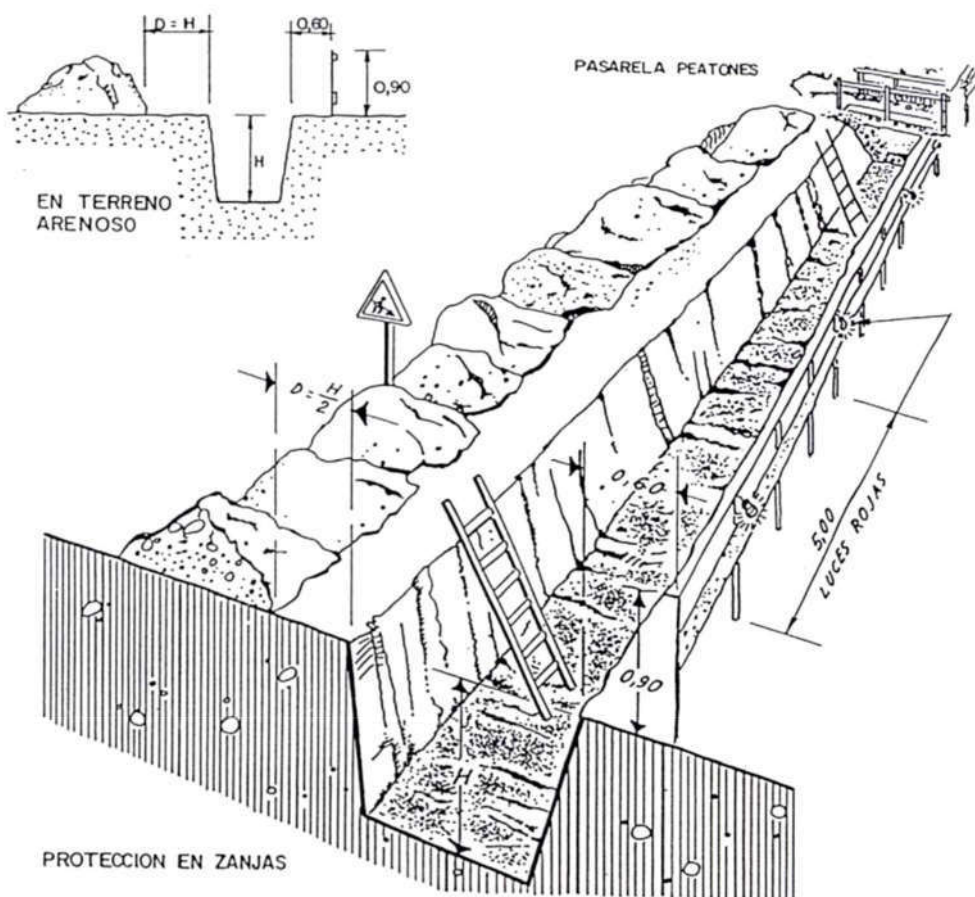 D = H
0,60
0,90
H
EN TERRENO
ARENOSO
PASARELA PEATONES
D = H/2
0.60
5,00
LUCES ROJAS
0,90
H
PROTECCION EN ZANJAS